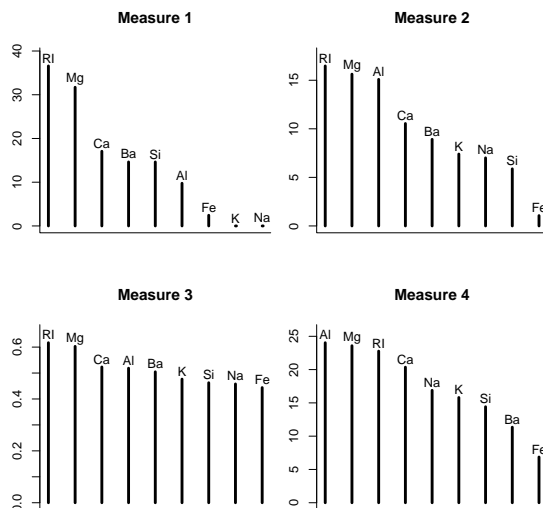 Measure 1
40
30
20
10
0
RI
Mg
Ca
Ba
Si
Al
Fe
K
Na
Measure 2
15
10
5
0
RI
Mg
Al
Ca
Ba
K
Na
Si
Fe
Measure 3
0.6
0.4
0.2
0.0
RI
Mg
Ca
Al
Ba
K
Si
Na
Fe
Measure 4
25
20
15
10
5
0
Al
Mg
RI
Ca
Na
K
Si
Ba
Fe